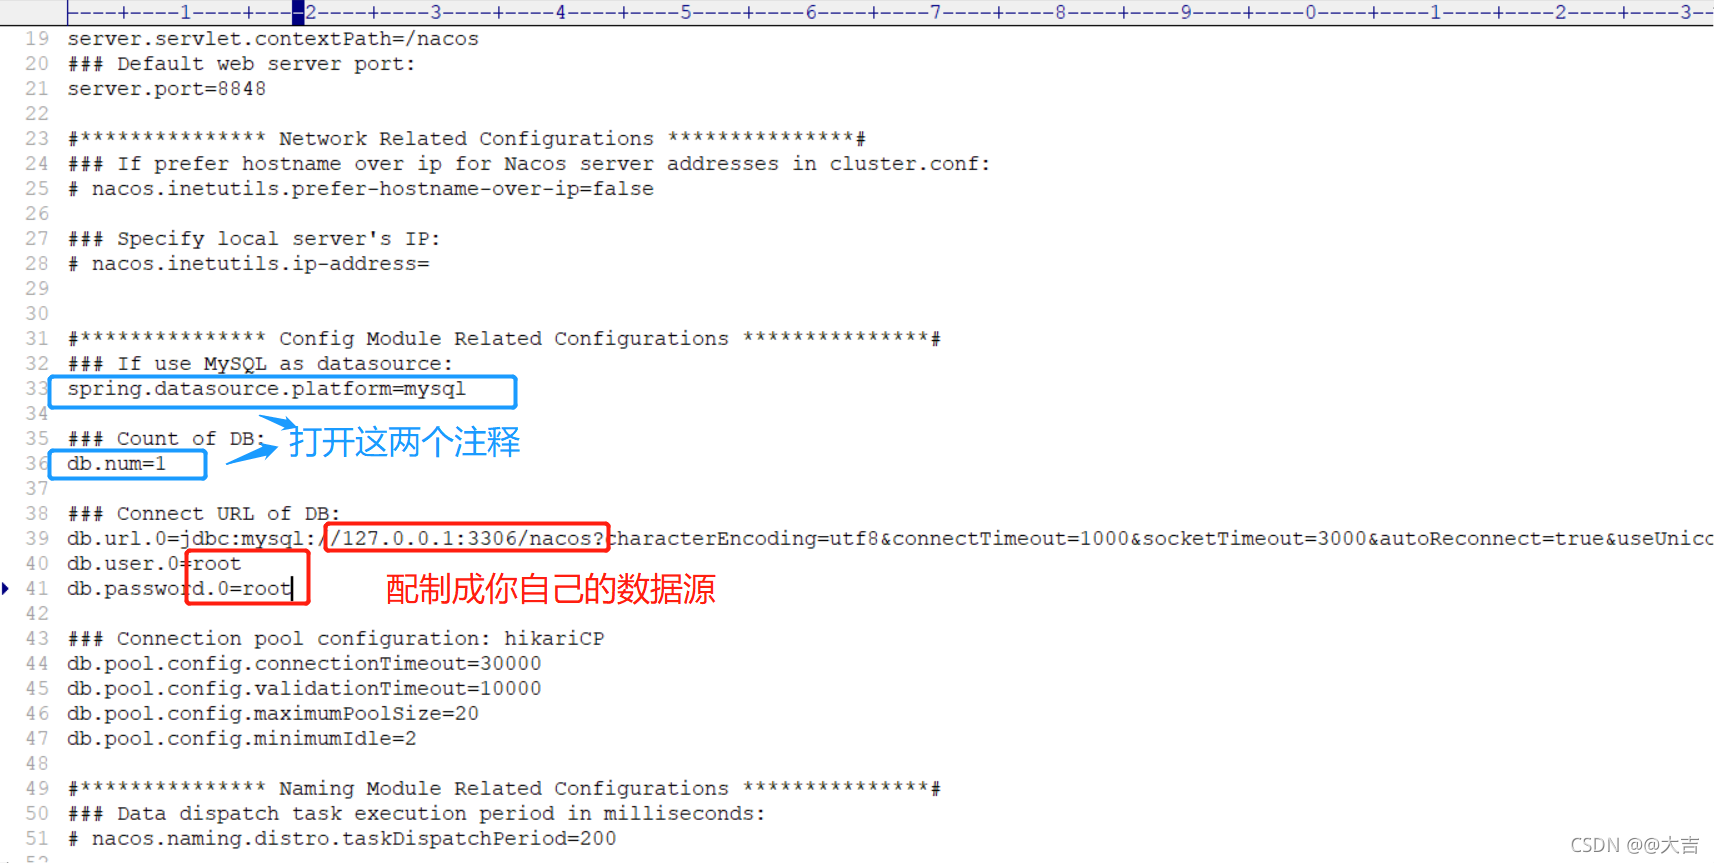 ----+----1----+----2----+----3----+----4----+----5----+----6----+----7----+----8----+----9----+----0----+----1----+----2----+----3--
19 server.servlet.contextPath=/nacos
20 ### Default web server port:
21 server.port=8848
22
23 #*************** Network Related Configurations ***************#
24 ### If prefer hostname over ip for Nacos server addresses in cluster.conf:
25 # nacos.inetutils.prefer-hostname-over-ip=false
26
27 ### Specify local server's IP:
28 # nacos.inetutils.ip-address=
29
30
31 #*************** Config Module Related Configurations ***************#
32 ### If use MySQL as datasource:
33 spring.datasource.platform=mysql
34
35 ### Count of DB:
打开这两个注释
36 db.num=1
37
38 ### Connect URL of DB:
39 db.url.0=jdbc:mysql://127.0.0.1:3306/nacos?characterEncoding=utf8&connectTimeout=1000&socketTimeout=3000&autoReconnect=true&useUnico
40 db.user.0=root
41 db.password.0=root
配制成你自己的数据源
42
43 ### Connection pool configuration: hikariCP
44 db.pool.config.connectionTimeout=30000
45 db.pool.config.validationTimeout=10000
46 db.pool.config.maximumPoolSize=20
47 db.pool.config.minimumIdle=2
48
49 #*************** Naming Module Related Configurations ***************#
50 ### Data dispatch task execution period in milliseconds:
51 # nacos.naming.distro.taskDispatchPeriod=200
52
CSDN @@大吉